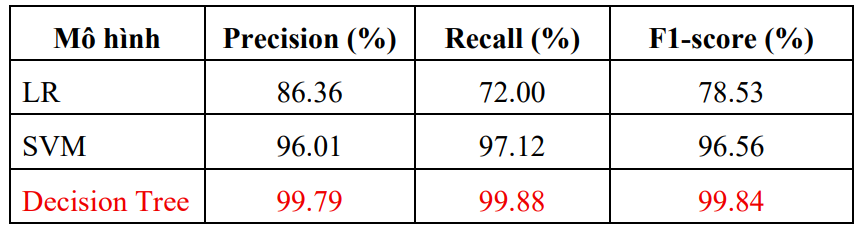 Mô hình Precision (%) Recall (%) F1-score (%)
LR 86.36 72.00 78.53
SVM 96.01 97.12 96.56
Decision Tree 99.79 99.88 99.84